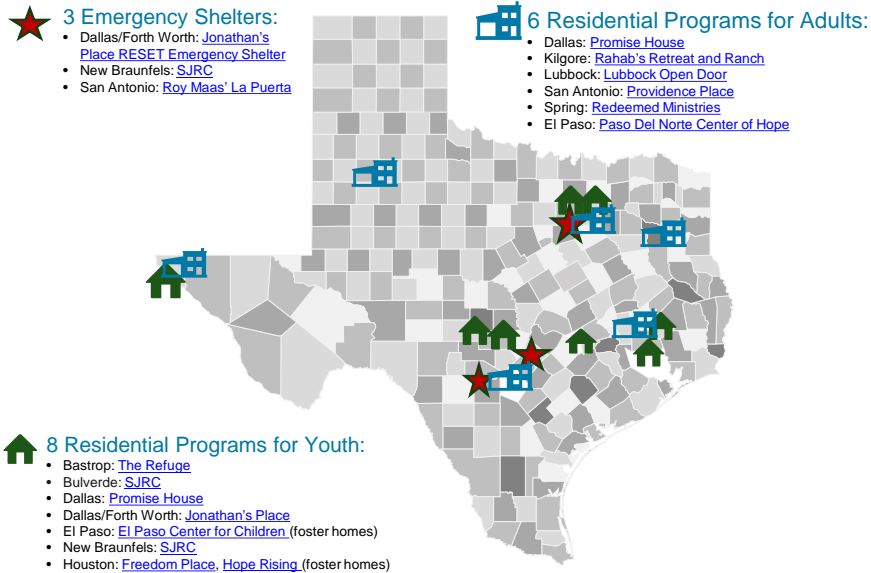 3 Emergency Shelters:
• Dallas/Forth Worth: Jonathan's
Place RESET Emergency Shelter
• New Braunfels: SJRC
• San Antonio: Roy Maas' La Puerta
6 Residential Programs for Adults:
• Dallas: Promise House
• Kilgore: Rahab's Retreat and Ranch
• Lubbock: Lubbock Open Door
• San Antonio: Providence Place
• Spring: Redeemed Ministries
• El Paso: Paso Del Norte Center of Hope
8 Residential Programs for Youth:
• Bastrop: The Refuge
• Bulverde: SJRC
• Dallas: Promise House
• Dallas/Forth Worth: Jonathan's Place
• El Paso: El Paso Center for Children (foster homes)
• New Braunfels: SJRC
• Houston: Freedom Place, Hope Rising (foster homes)